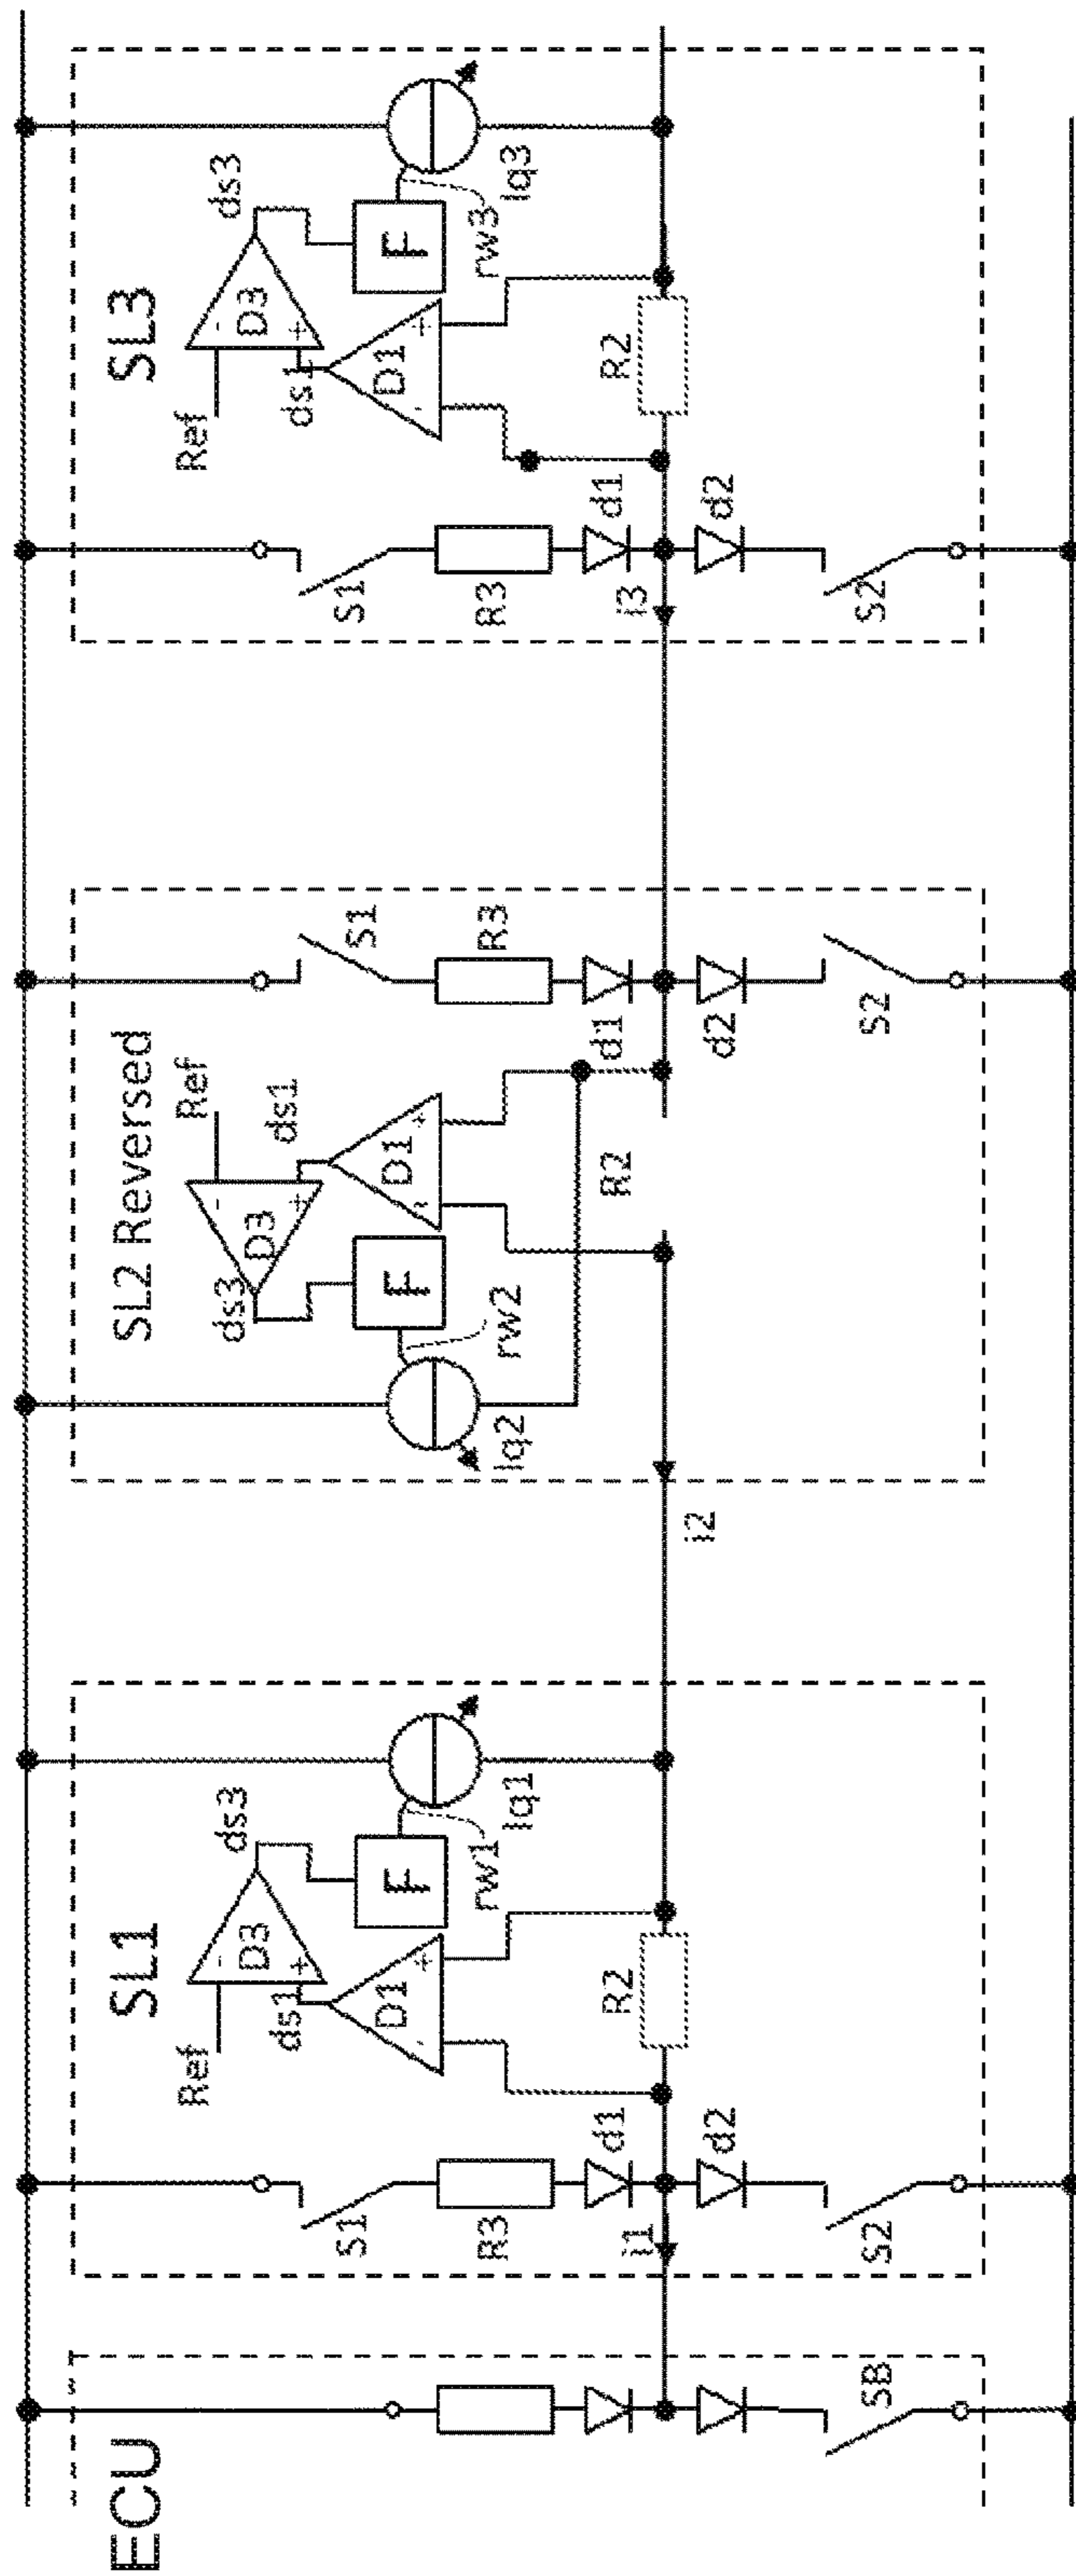 ECU
SB
SL1
Ref
D3
ds3
ds1
D1
F
rw1
Iq1
S1
R3
d1
R2
i1
d2
S2
SL2 Reversed
ds3
D3
Ref
ds1
D1
F
rw2
Iq2
S1
R3
d1
R2
d2
S2
i2
SL3
Ref
D3
ds3
ds1
D1
F
rw3
Iq3
S1
R3
d1
R2
i3
d2
S2